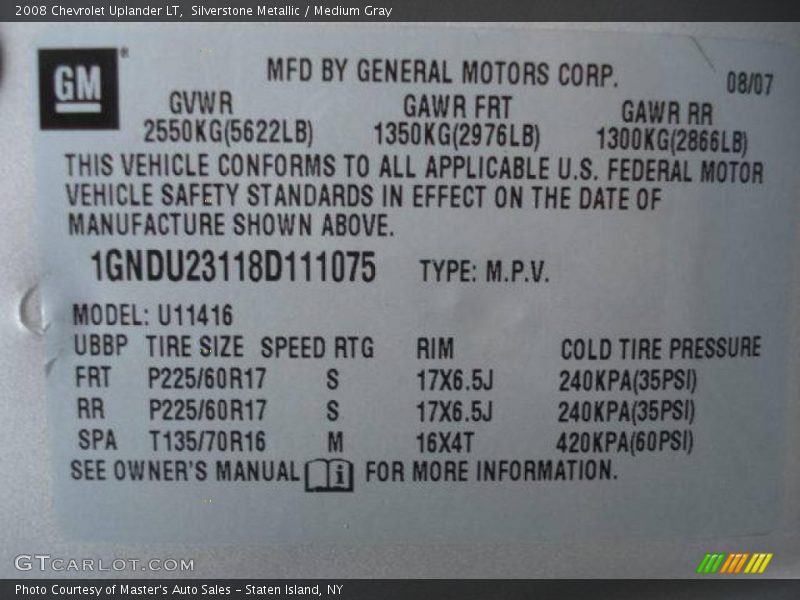 2008 Chevrolet Uplander LT,  Silverstone Metallic / Medium Gray
GM ®
MFD BY GENERAL MOTORS CORP.
08/07
GVWR GAWR FRT GAWR RR
2550KG(5622LB) 1350KG(2976LB) 1300KG(2866LB)
THIS VEHICLE CONFORMS TO ALL APPLICABLE U.S. FEDERAL MOTOR
VEHICLE SAFETY STANDARDS IN EFFECT ON THE DATE OF
MANUFACTURE SHOWN ABOVE.
1GNDU23118D111075 TYPE: M.P.V.
MODEL: U11416
UBBP TIRE SIZE SPEED RTG RIM COLD TIRE PRESSURE
FRT P225/60R17 S 17X6.5J 240KPA(35PSI)
RR P225/60R17 S 17X6.5J 240KPA(35PSI)
SPA T135/70R16 M 16X4T 420KPA(60PSI)
SEE OWNER'S MANUAL i FOR MORE INFORMATION.
GTCARLOT.COM
Photo Courtesy of Master's Auto Sales - Staten Island, NY